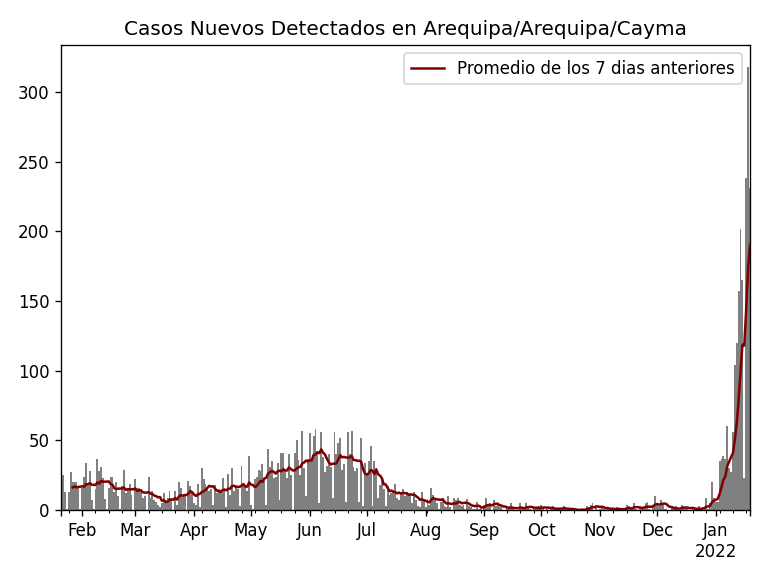 Casos Nuevos Detectados en Arequipa/Arequipa/Cayma
Promedio de los 7 dias anteriores
300
250
200
150
100
50
0
Feb Mar Apr May Jun Jul Aug Sep Oct Nov Dec Jan
2022